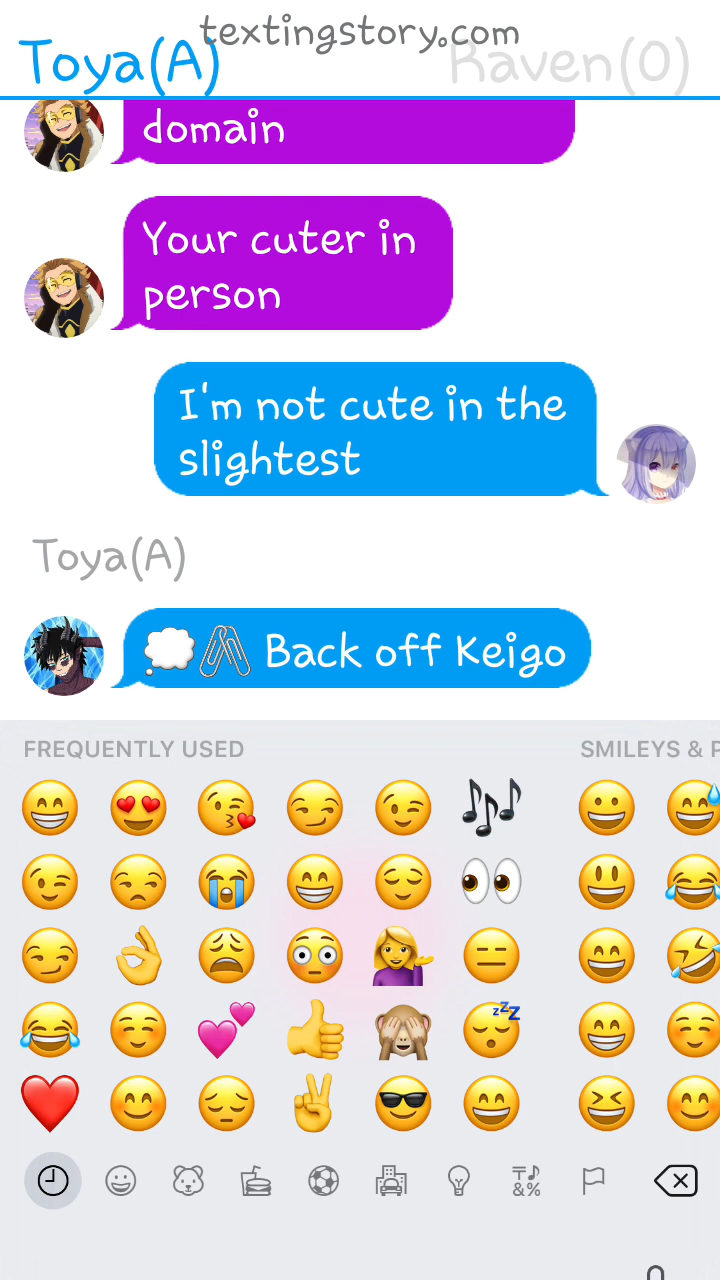 textingstory.com
Toya(A)
Raven(O)
domain
Your cuter in
person
I'm not cute in the
slightest
Toya(A)
💭🖇 Back off Keigo
FREQUENTLY USED
SMILEYS & P